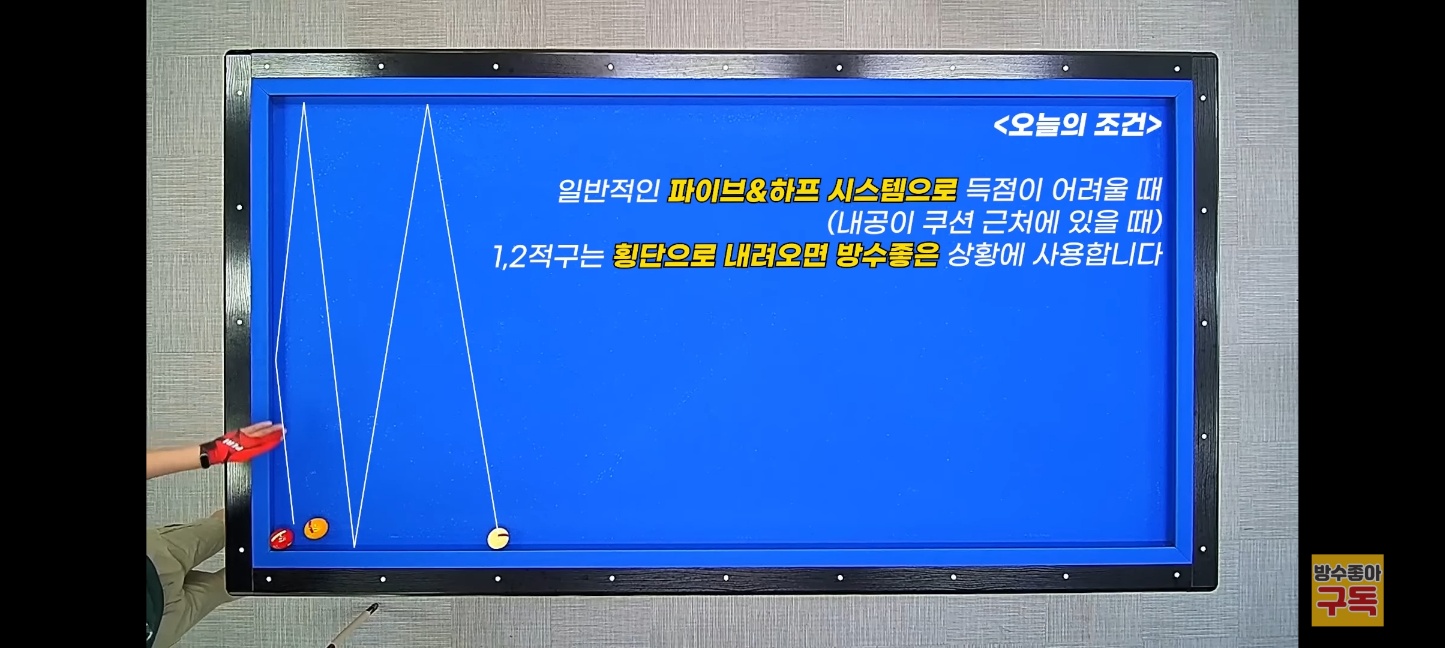 <오늘의 조건>
일반적인 파이브&하프 시스템으로 득점이 어려울 때
(내공이 쿠션 근처에 있을 때)
1,2적구는 횡단으로 내려오면 방수좋은 상황에 사용합니다
방수좋아
구독